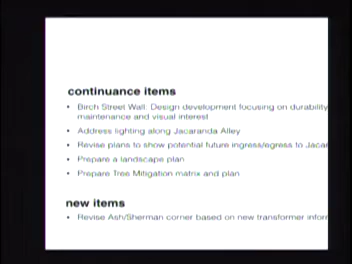 continuance items
• Birch Street Wall: Design development focusing on durability
maintenance and visual interest
• Address lighting along Jacaranda Alley
• Revise plans to show potential future ingress/egress to Jacar
• Prepare a landscape plan
• Prepare Tree Mitigation matrix and plan
new items
• Revise Ash/Sherman corner based on new transformer infor